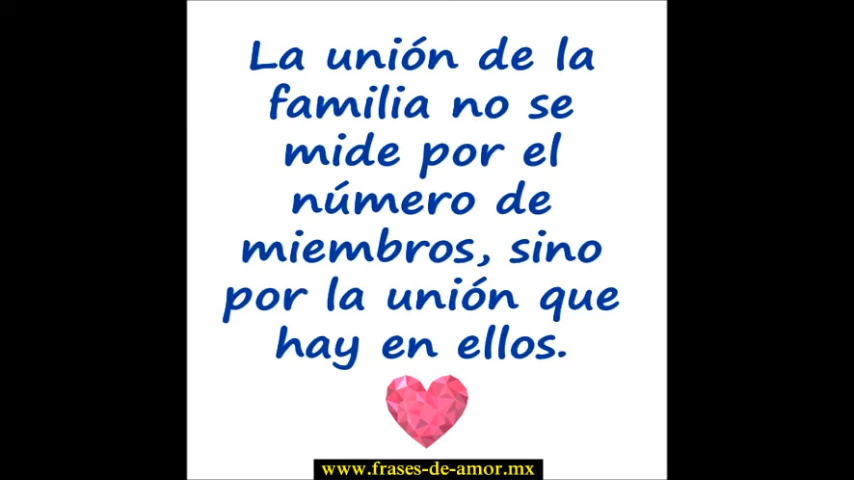 La unión de la
familia no se
mide por el
número de
miembros, sino
por la unión que
hay en ellos.
www.frases-de-amor.mx